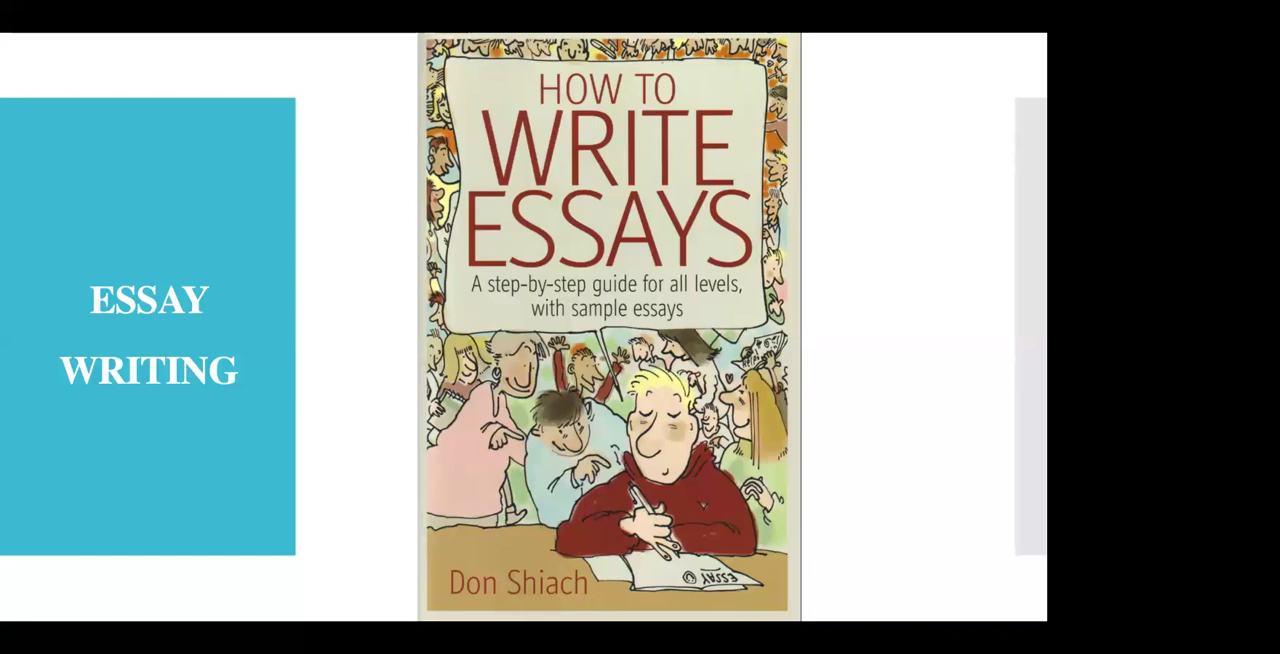 ESSAY
WRITING
HOW TO
WRITE
ESSAYS
A step-by-step guide for all levels,
with sample essays
Don Shiach
ESSAY